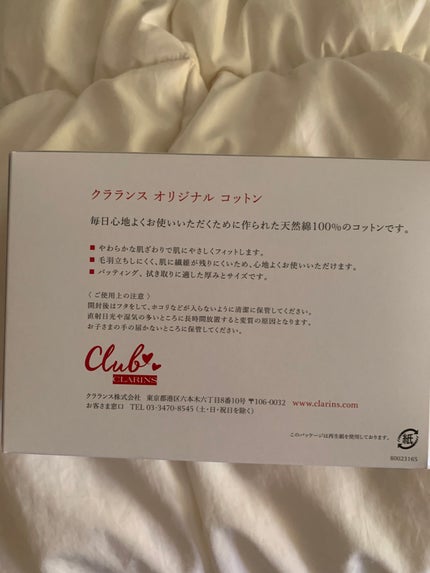 クラランス オリジナル コットン
毎日心地よくお使いいただくために作られた天然綿100%のコットンです。
■ やわらかな肌ざわりで肌にやさしくフィットします。
■ 毛羽立ちしにくく、肌に繊維が残りにくいため、心地よくお使いいただけます。
■ パッティング、拭き取りに適した厚みとサイズです。
〈 ご使用上の注意 〉
開封後はフタをして、ホコリなどが入らないように清潔に保管してください。
直射日光や湿気の多いところに長時間放置すると変質の原因となります。
お子さまの手の届かないところに保管してください。
Club
CLARINS
クラランス株式会社 東京都港区六本木六丁目8番10号 〒106-0032 www.clarins.com
お客さま窓口 TEL 03-3470-8545 (土・日・祝日を除く)
このパッケージは再生紙を使用しております。
紙
80023165